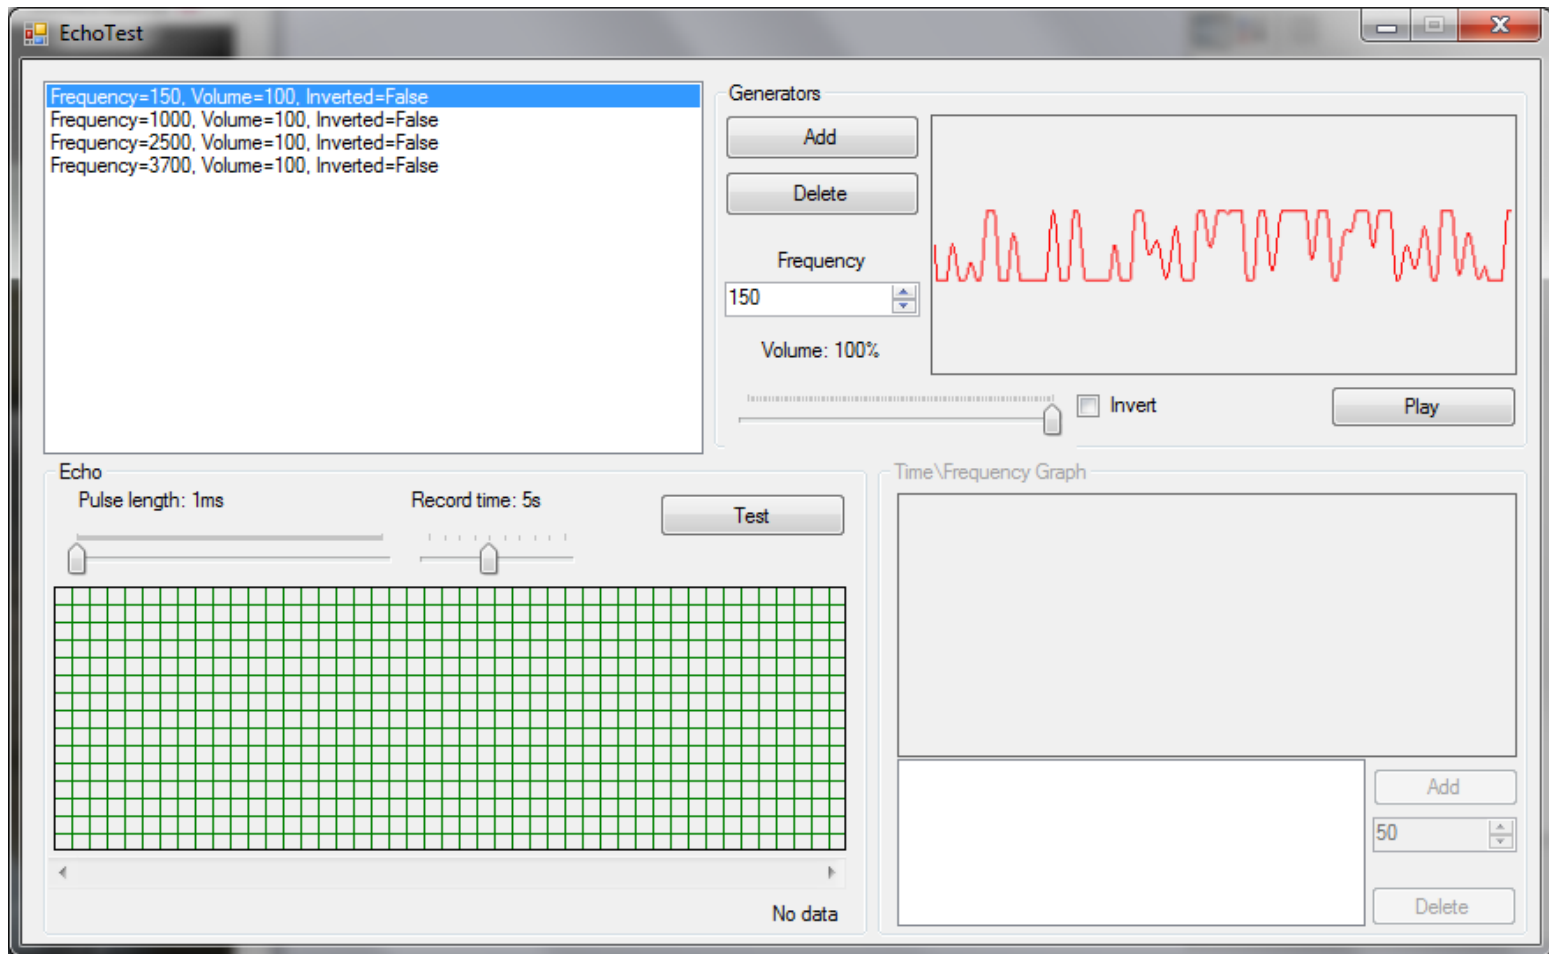 EchoTest
Frequency=150, Volume=100, Inverted=False
Frequency=1000, Volume=100, Inverted=False
Frequency=2500, Volume=100, Inverted=False
Frequency=3700, Volume=100, Inverted=False
Generators
Add
Delete
Frequency
150
Volume: 100%
Invert
Play
Echo
Pulse length: 1ms
Record time: 5s
Test
No data
Time\Frequency Graph
Add
50
Delete